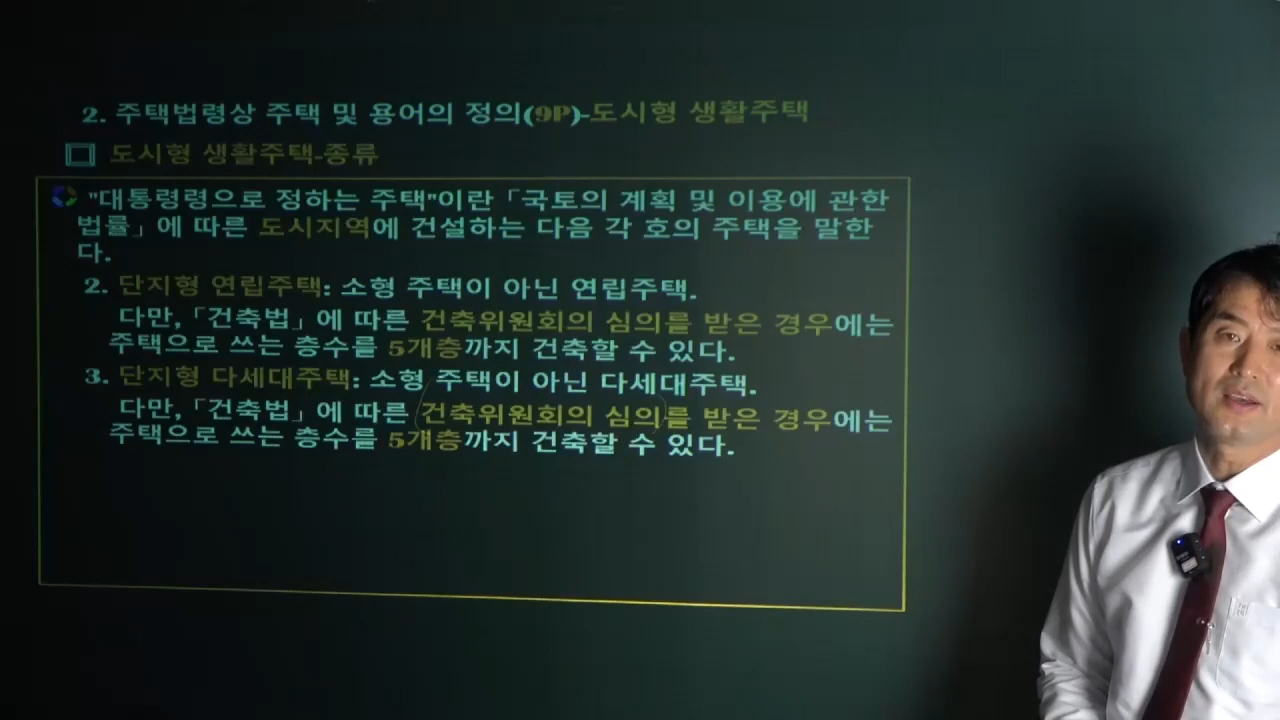 2. 주택법령상 주택 및 용어의 정의(9P)-도시형 생활주택
도시형 생활주택-종류
"대통령령으로 정하는 주택"이란 「국토의 계획 및 이용에 관한
법률」에 따른 도시지역에 건설하는 다음 각 호의 주택을 말한
다.
2. 단지형 연립주택: 소형 주택이 아닌 연립주택.
다만, 「건축법」에 따른 건축위원회의 심의를 받은 경우에는
주택으로 쓰는 층수를 5개층까지 건축할 수 있다.
3. 단지형 다세대주택: 소형 주택이 아닌 다세대주택.
다만, 「건축법」에 따른 건축위원회의 심의를 받은 경우에는
주택으로 쓰는 층수를 5개층까지 건축할 수 있다.